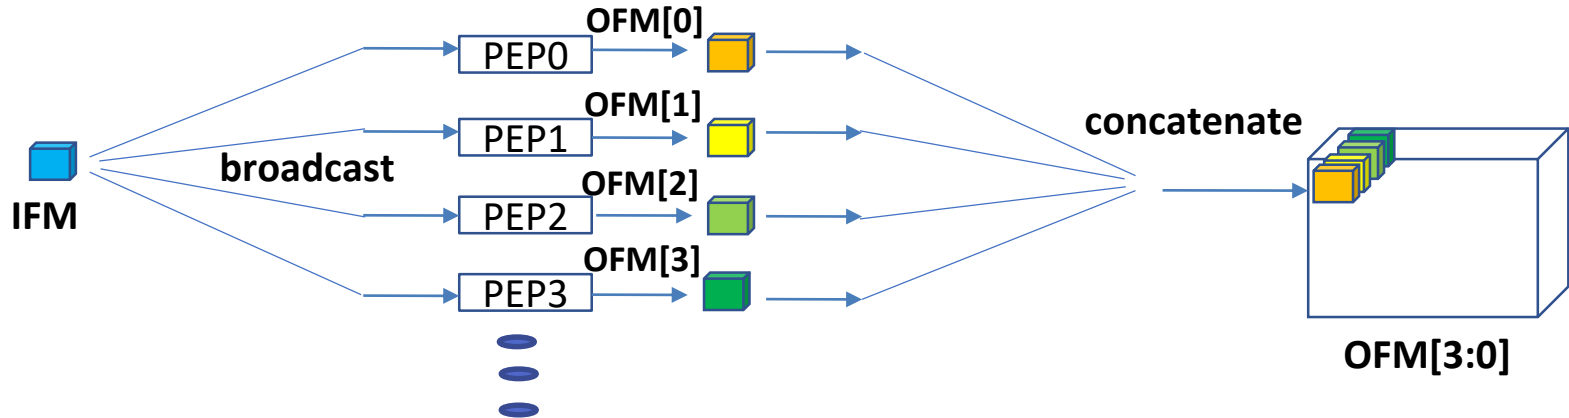 IFM
broadcast
PEP0
OFM[0]
PEP1
OFM[1]
PEP2
OFM[2]
PEP3
OFM[3]
concatenate
OFM[3:0]